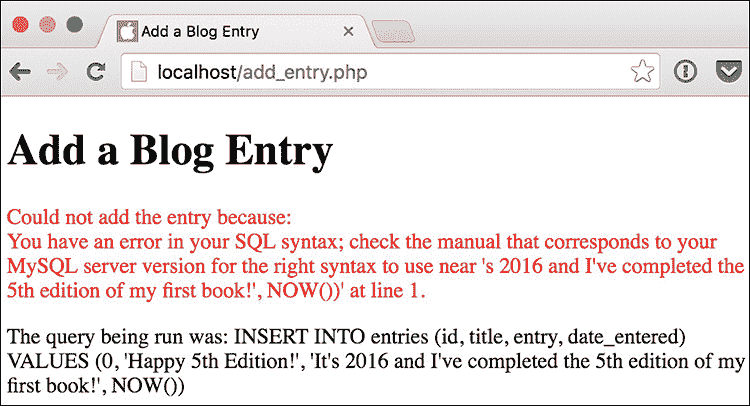 Add a Blog Entry
localhost/add_entry.php
Add a Blog Entry
Could not add the entry because:
You have an error in your SQL syntax; check the manual that corresponds to your
MySQL server version for the right syntax to use near 's 2016 and I've completed the
5th edition of my first book!', NOW())' at line 1.
The query being run was: INSERT INTO entries (id, title, entry, date_entered)
VALUES (0, 'Happy 5th Edition!', 'It's 2016 and I've completed the 5th edition of my
first book!', NOW())